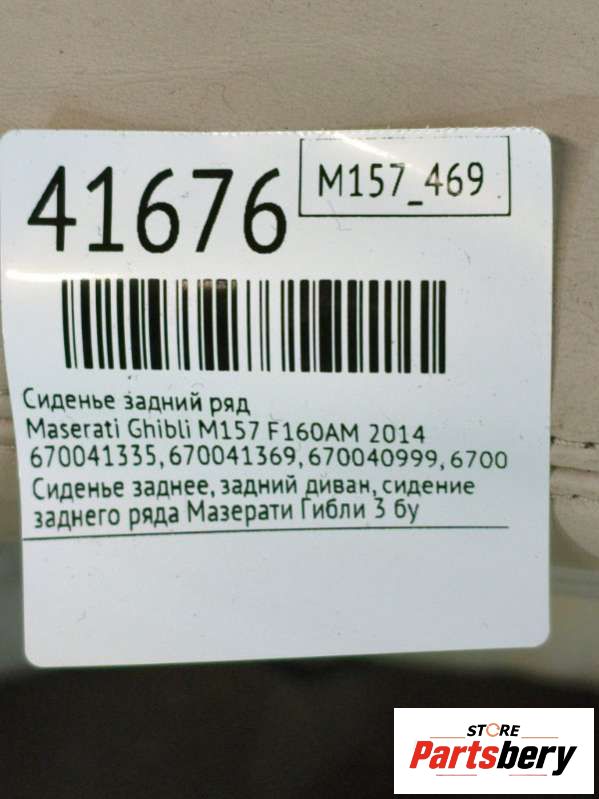 41676
M157_469
Сиденье задний ряд
Maserati Ghibli M157 F160AM 2014
670041335, 670041369, 670040999, 6700
Сиденье заднее, задний диван, сидение
заднего ряда Мазерати Гибли 3 бу
STORE
Partsbery